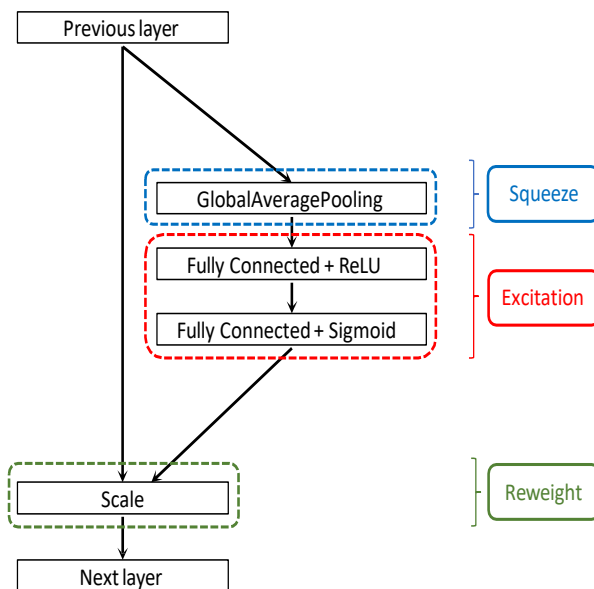 Previous layer
GlobalAveragePooling
Squeeze
Fully Connected + ReLU
Excitation
Fully Connected + Sigmoid
Scale
Reweight
Next layer